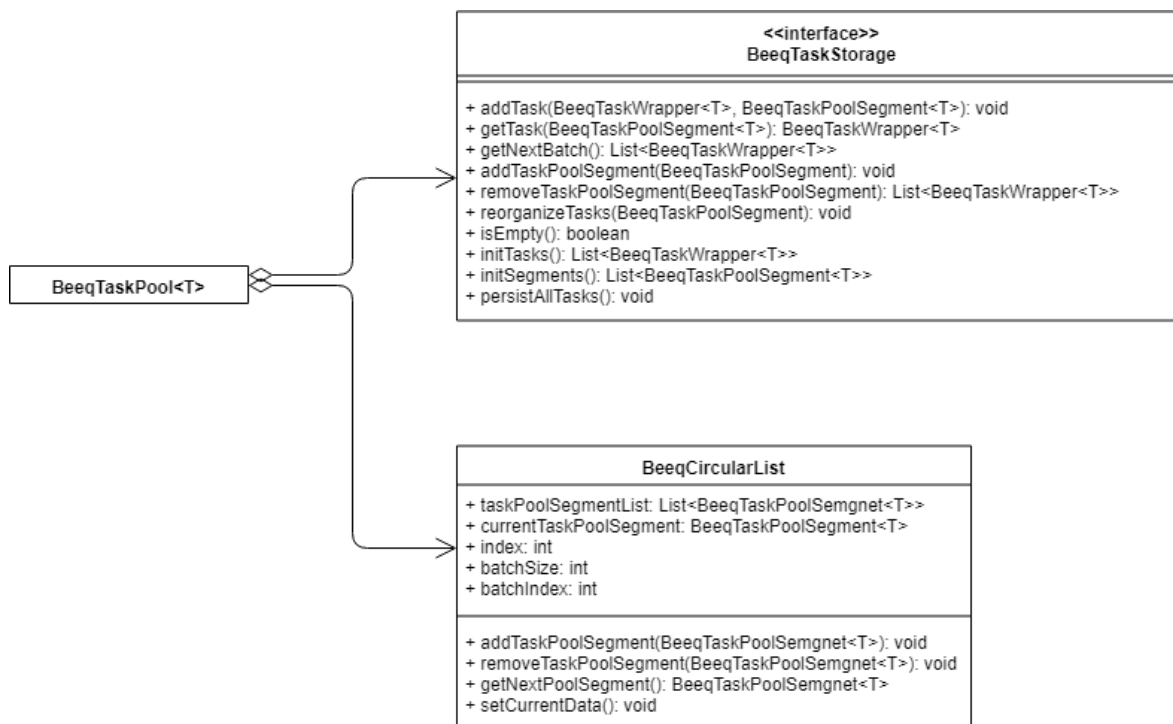 <<interface>>
BeeqTaskStorage
+ addTask(BeeqTaskWrapper<T>, BeeqTaskPoolSegment<T>): void
+ getTask(BeeqTaskPoolSegment<T>): BeeqTaskWrapper<T>
+ getNextBatch(): List<BeeqTaskWrapper<T>>
+ addTaskPoolSegment(BeeqTaskPoolSegment): void
+ removeTaskPoolSegment(BeeqTaskPoolSegment): List<BeeqTaskWrapper<T>>
+ reorganizeTasks(BeeqTaskPoolSegment): void
+ isEmpty(): boolean
+ initTasks(): List<BeeqTaskWrapper<T>>
+ initSegments(): List<BeeqTaskPoolSegment<T>>
+ persistAllTasks(): void
BeeqTaskPool<T>
BeeqCircularList
+ taskPoolSegmentList: List<BeeqTaskPoolSemgnet<T>>
+ currentTaskPoolSegment: BeeqTaskPoolSegment<T>
+ index: int
+ batchSize: int
+ batchIndex: int
+ addTaskPoolSegment(BeeqTaskPoolSemgnet<T>): void
+ removeTaskPoolSegment(BeeqTaskPoolSemgnet<T>): void
+ getNextPoolSegment(): BeeqTaskPoolSemgnet<T>
+ setCurrentData(): void